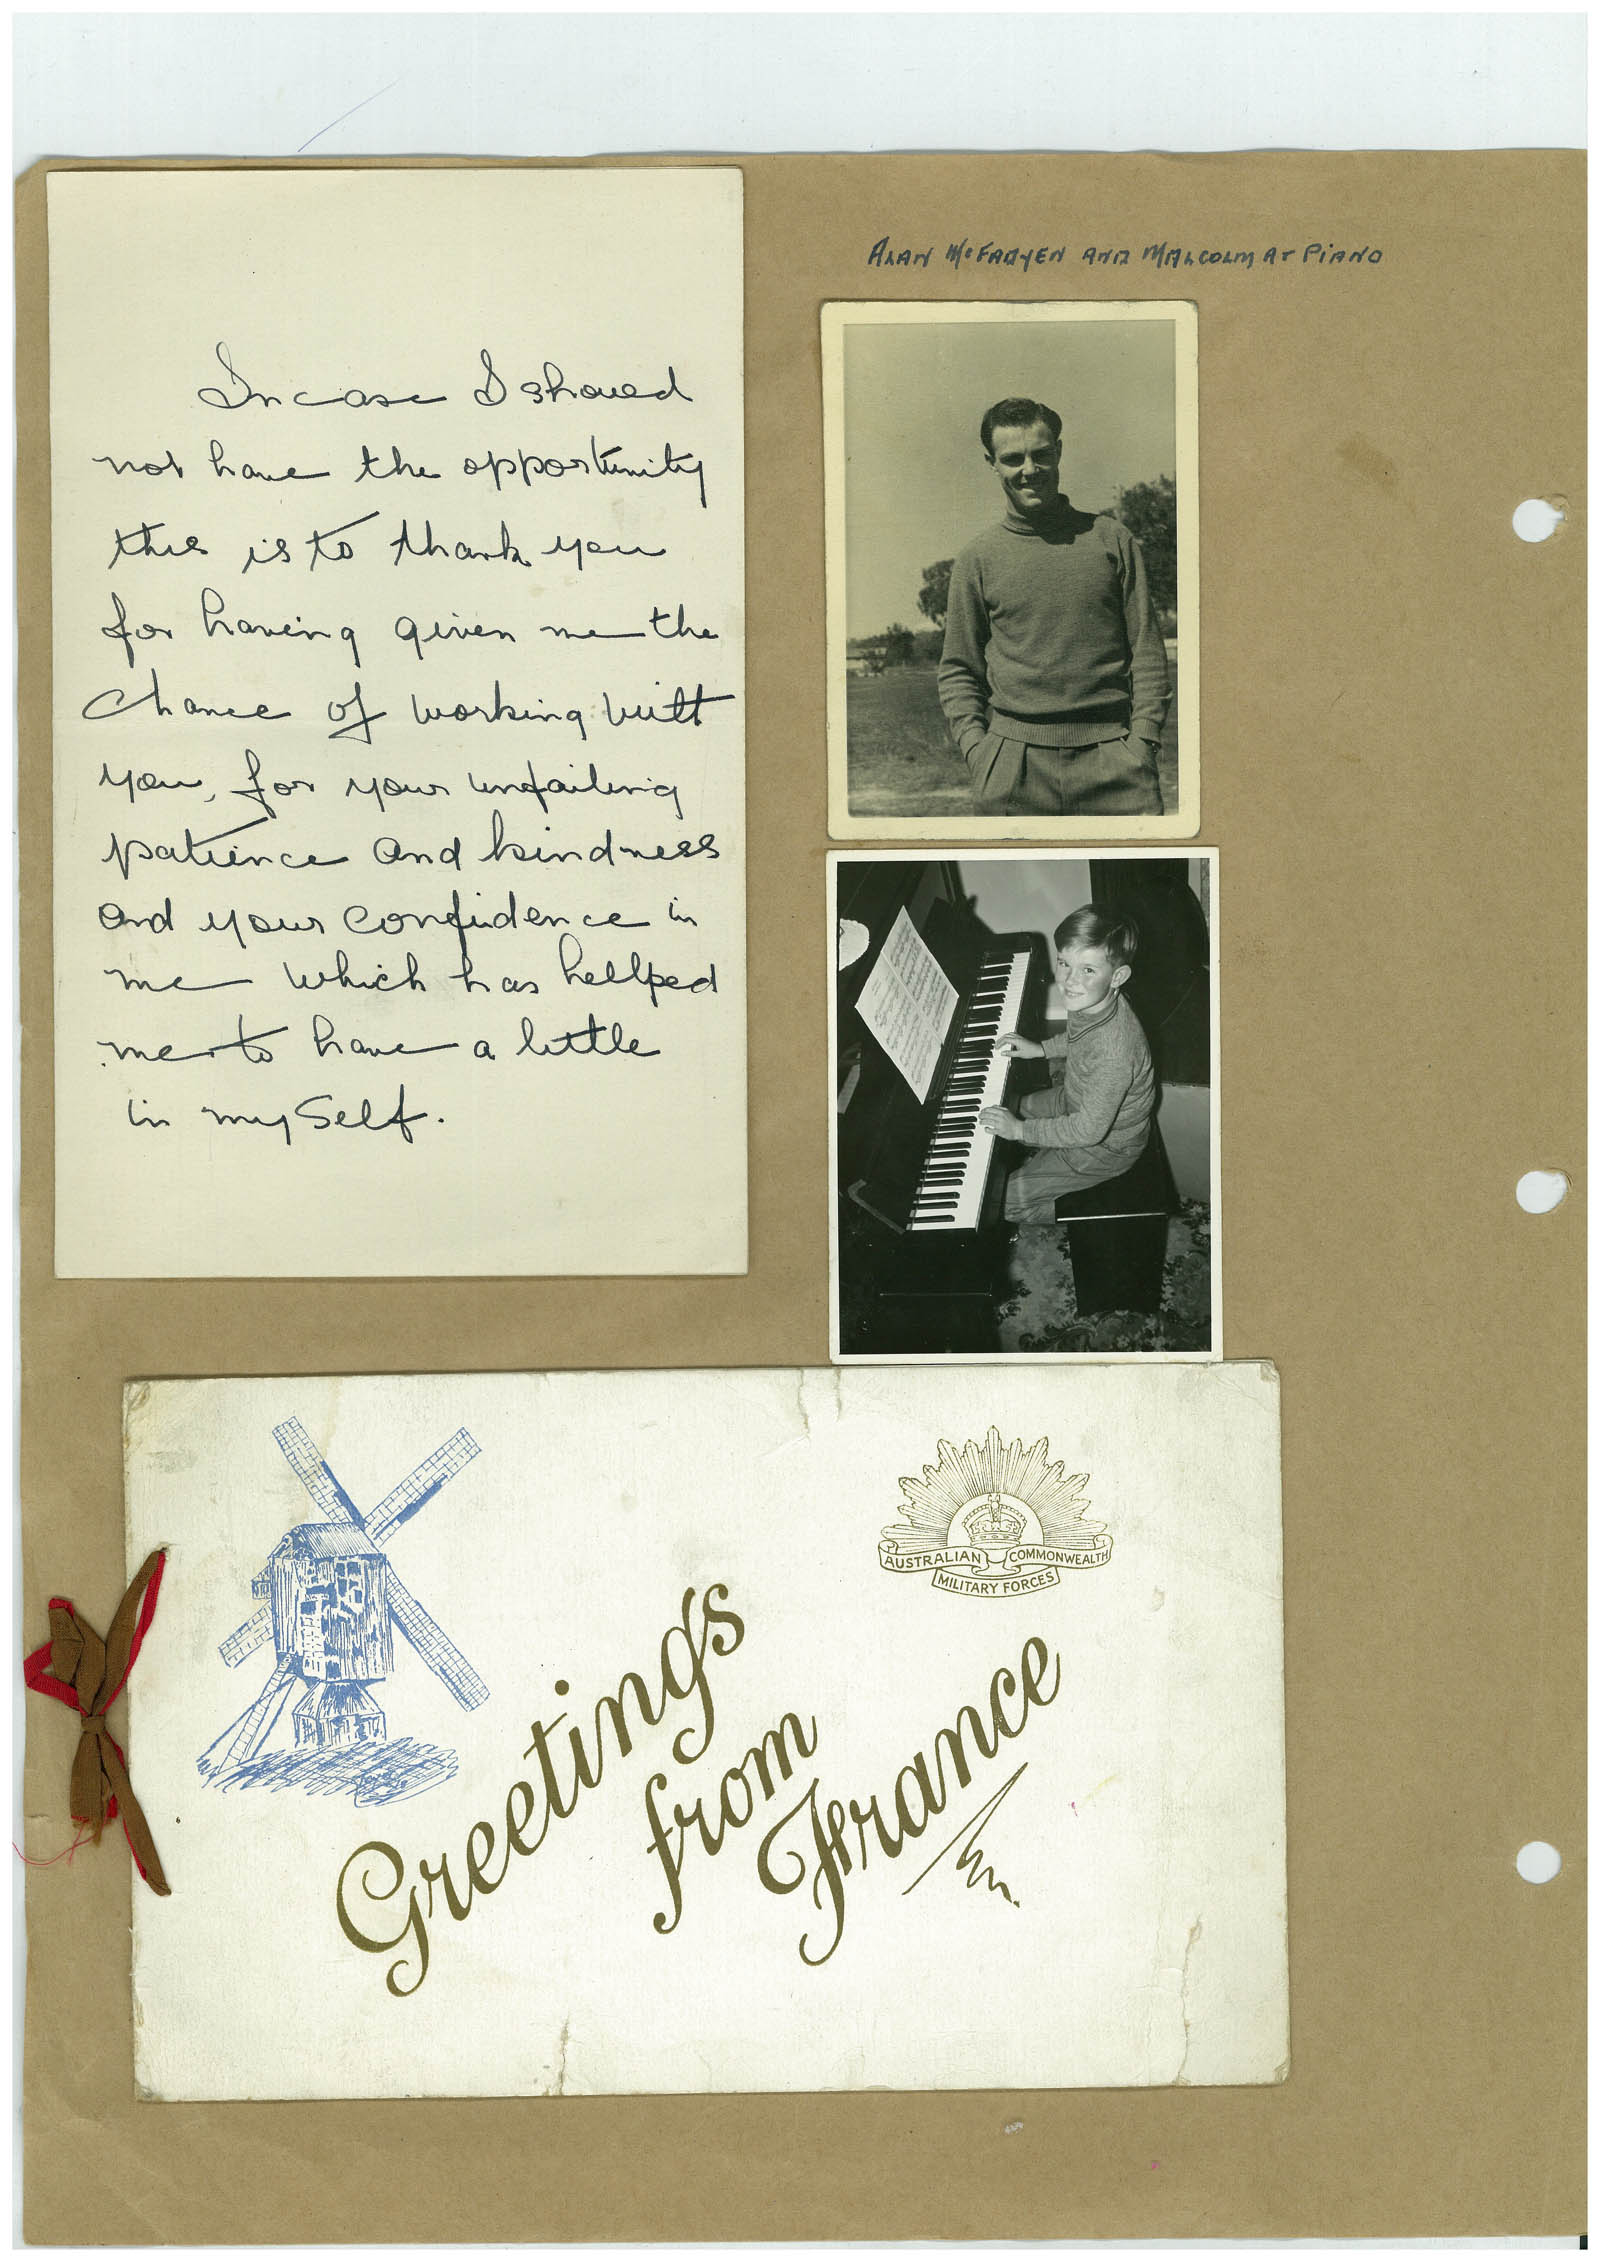 In case I shoued
not have the opportunity
this is to thank you
for having given me the
chance of working witt
you, for your unfailing
patience and kindness
and your confidence in
me which has hellped
me to have a little
in my self.
ALAN McFADYEN AND MALCOLM AT PIANO
AUSTRALIAN COMMONWEALTH
MILITARY FORCES
Greetings
from
France